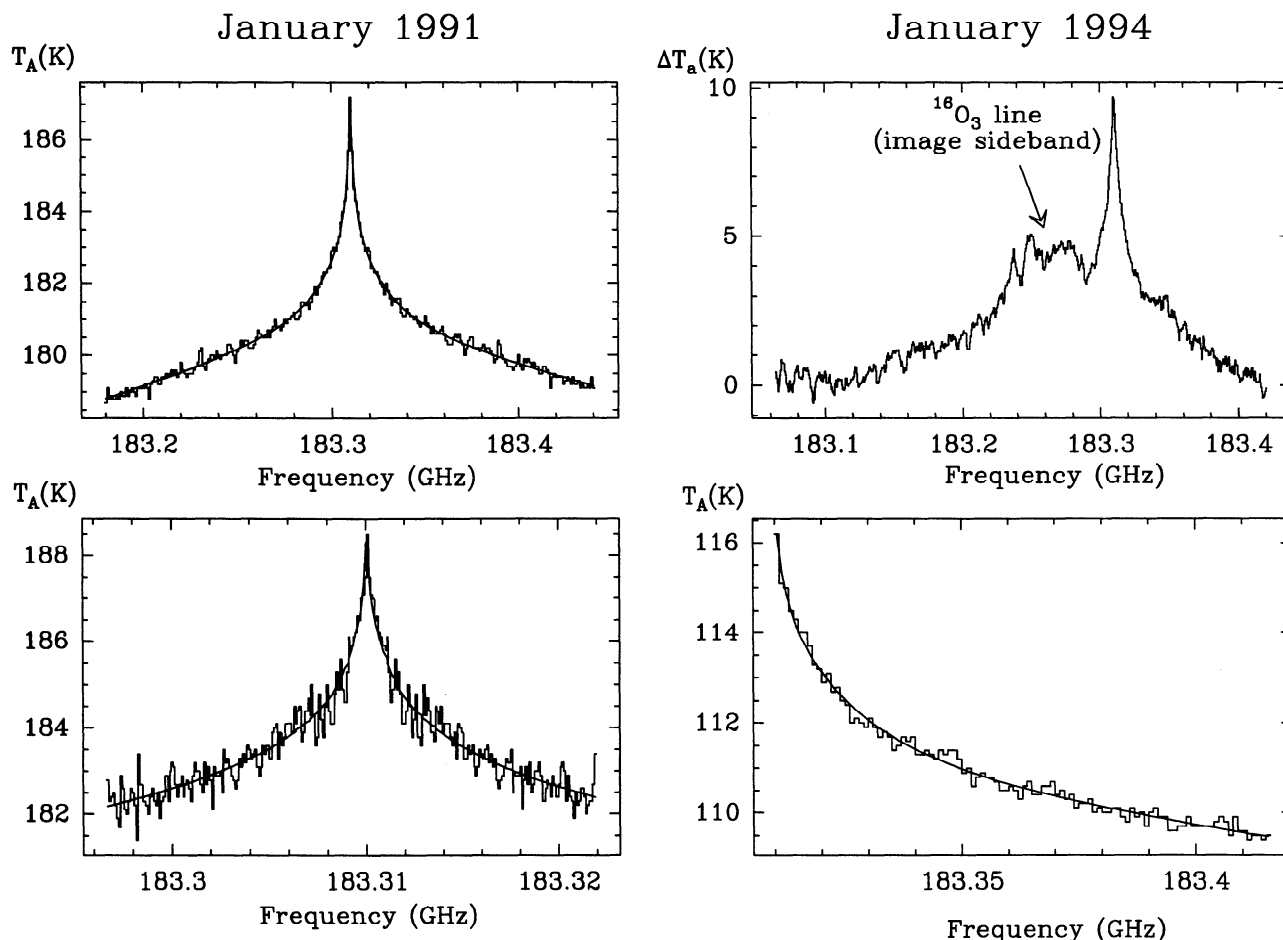 January 1991
T_A(K)
186
184
182
180
183.2 183.3 183.4
Frequency (GHz)
January 1994
ΔT_a(K)
10
5
0
¹⁶O₃ line
(image sideband)
183.1 183.2 183.3 183.4
Frequency (GHz)
T_A(K)
188
186
184
182
183.3 183.31 183.32
Frequency (GHz)
T_A(K)
116
114
112
110
183.35 183.4
Frequency (GHz)